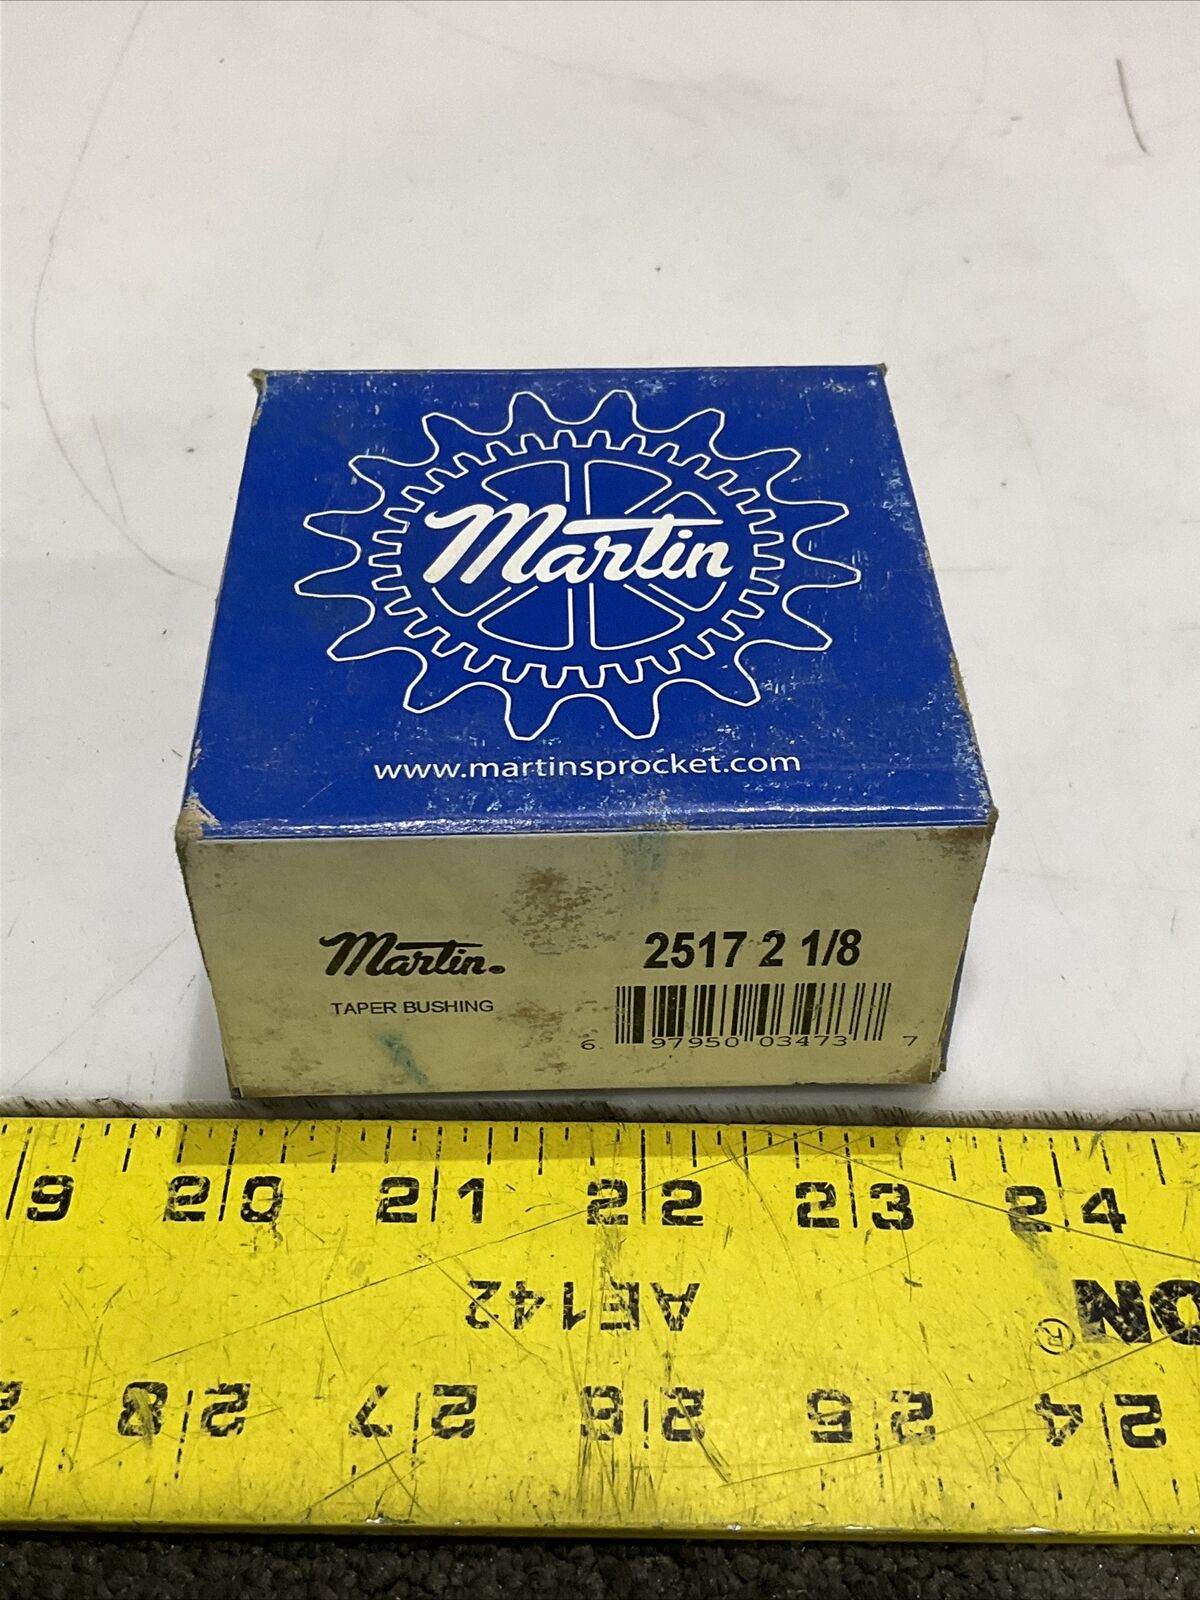 Martin
www.martinsprocket.com
Martin®
2517 2 1/8
TAPER BUSHING
6 97950 03473 7
9 20 21 22 23 24
AE142
ON®
28 27 26 25 24